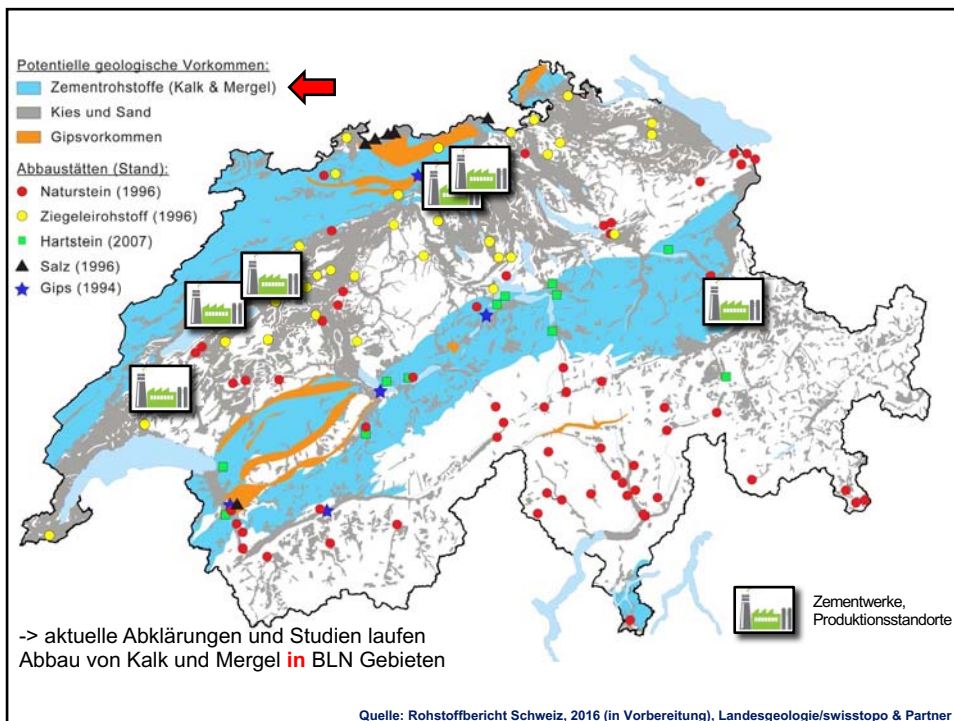 Potentielle geologische Vorkommen:
Zementrohstoffe (Kalk & Mergel)
Kies und Sand
Gipsvorkommen
Abbaustätten (Stand):
Naturstein (1996)
Ziegeleirohstoff (1996)
Hartstein (2007)
Salz (1996)
Gips (1994)
Zementwerke,
Produktionsstandorte
-> aktuelle Abklärungen und Studien laufen
Abbau von Kalk und Mergel in BLN Gebieten
Quelle: Rohstoffbericht Schweiz, 2016 (in Vorbereitung), Landesgeologie/swisstopo & Partner